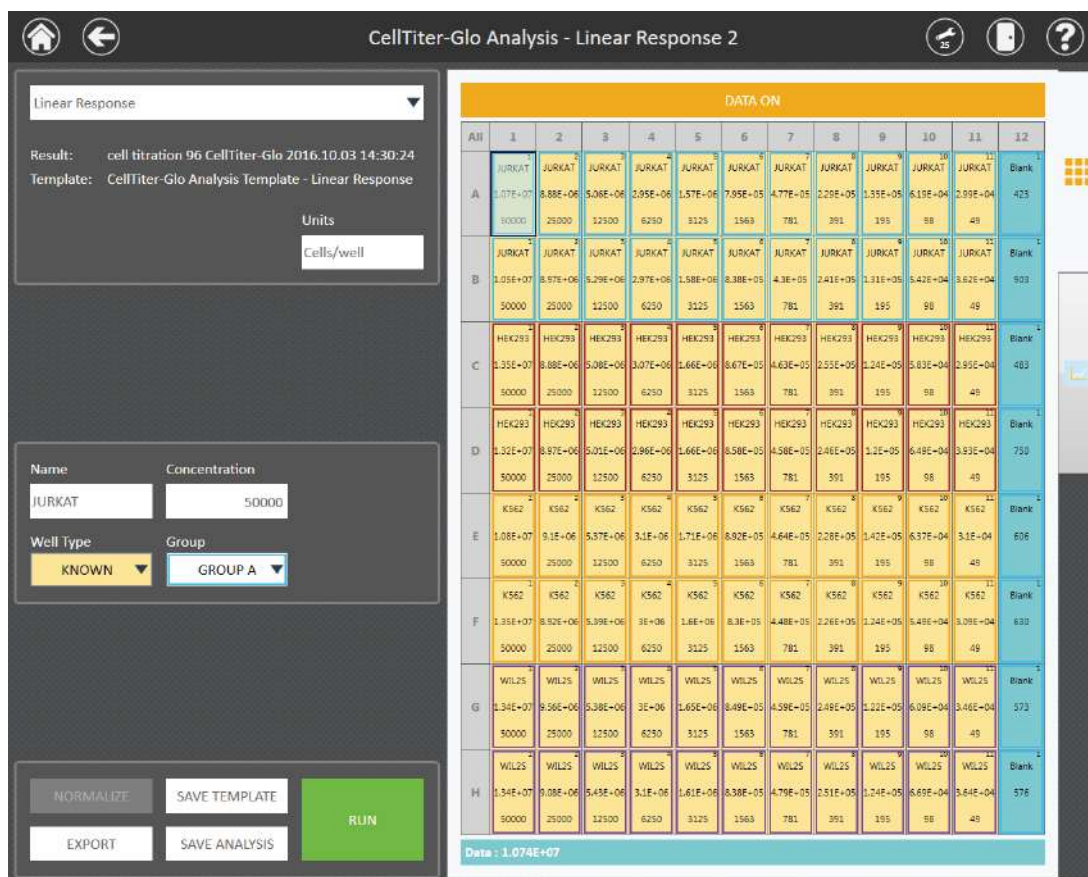 CellTiter-Glo Analysis - Linear Response 2
25
?
Linear Response
Result: cell titration 96 CellTiter-Glo 2016.10.03 14:30:24
Template: CellTiter-Glo Analysis Template - Linear Response
Units
Cells/well
Name Concentration
JURKAT 50000
Well Type Group
KNOWN GROUP A
NORMALIZE SAVE TEMPLATE
RUN
EXPORT SAVE ANALYSIS
DATA ON
All 1 2 3 4 5 6 7 8 9 10 11 12
JURKAT JURKAT JURKAT JURKAT JURKAT JURKAT JURKAT JURKAT JURKAT JURKAT JURKAT Blank
A 1.07E+07 8.88E+06 5.06E+06 2.95E+06 1.57E+06 7.95E+05 4.77E+05 2.29E+05 1.35E+05 6.19E+04 2.99E+04 423
50000 25000 12500 6250 3125 1563 781 391 195 98 49
JURKAT JURKAT JURKAT JURKAT JURKAT JURKAT JURKAT JURKAT JURKAT JURKAT JURKAT Blank
B 1.05E+07 8.97E+06 5.29E+06 2.97E+06 1.58E+06 8.38E+05 4.3E+05 2.41E+05 1.31E+05 5.42E+04 3.62E+04 903
50000 25000 12500 6250 3125 1563 781 391 195 98 49
HEK293 HEK293 HEK293 HEK293 HEK293 HEK293 HEK293 HEK293 HEK293 HEK293 HEK293 Blank
C 1.35E+07 8.88E+06 5.08E+06 3.07E+06 1.66E+06 8.67E+05 4.63E+05 2.55E+05 1.24E+05 5.83E+04 2.95E+04 483
50000 25000 12500 6250 3125 1563 781 391 195 98 49
HEK293 HEK293 HEK293 HEK293 HEK293 HEK293 HEK293 HEK293 HEK293 HEK293 HEK293 Blank
D 1.32E+07 8.97E+06 5.01E+06 2.96E+06 1.66E+06 8.58E+05 4.58E+05 2.46E+05 1.2E+05 6.49E+04 3.93E+04 750
50000 25000 12500 6250 3125 1563 781 391 195 98 49
K562 K562 K562 K562 K562 K562 K562 K562 K562 K562 K562 Blank
E 1.08E+07 9.1E+06 5.37E+06 3.1E+06 1.71E+06 8.92E+05 4.64E+05 2.28E+05 1.42E+05 6.37E+04 3.1E+04 606
50000 25000 12500 6250 3125 1563 781 391 195 98 49
K562 K562 K562 K562 K562 K562 K562 K562 K562 K562 K562 Blank
F 1.35E+07 8.92E+06 5.39E+06 3E+06 1.6E+06 8.3E+05 4.48E+05 2.26E+05 1.24E+05 5.49E+04 3.09E+04 630
50000 25000 12500 6250 3125 1563 781 391 195 98 49
WIL2S WIL2S WIL2S WIL2S WIL2S WIL2S WIL2S WIL2S WIL2S WIL2S WIL2S Blank
G 1.34E+07 9.56E+06 5.38E+06 3E+06 1.65E+06 8.49E+05 4.59E+05 2.49E+05 1.22E+05 6.09E+04 3.46E+04 573
50000 25000 12500 6250 3125 1563 781 391 195 98 49
WIL2S WIL2S WIL2S WIL2S WIL2S WIL2S WIL2S WIL2S WIL2S WIL2S WIL2S Blank
H 1.34E+07 9.08E+06 5.43E+06 3.1E+06 1.61E+06 8.38E+05 4.79E+05 2.51E+05 1.24E+05 6.69E+04 3.64E+04 576
50000 25000 12500 6250 3125 1563 781 391 195 98 49
Data : 1.074E+07